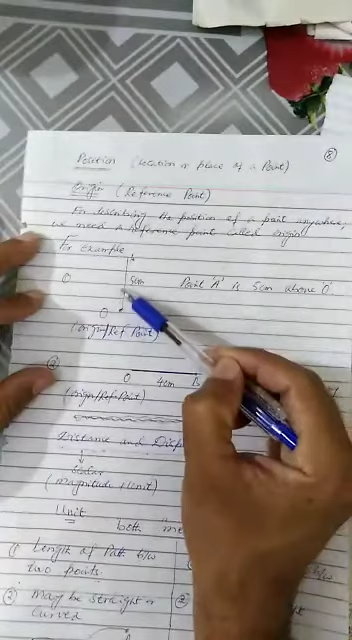 ⑧
Position (Location or place of a Point)
Origin (Reference Point)
For describing the position of a point anywhere,
we need a reference point called origin
For Example
①
A
5cm Point 'A' is 5cm above 'O'
O
(Origin/Ref Point)
②
O 4cm B
(Origin/Ref Point)
Distance and
Scalar
(Magnitude + Unit)
Unit
both
① Length of Path b/w
two points.
② May be straight or
curved
②